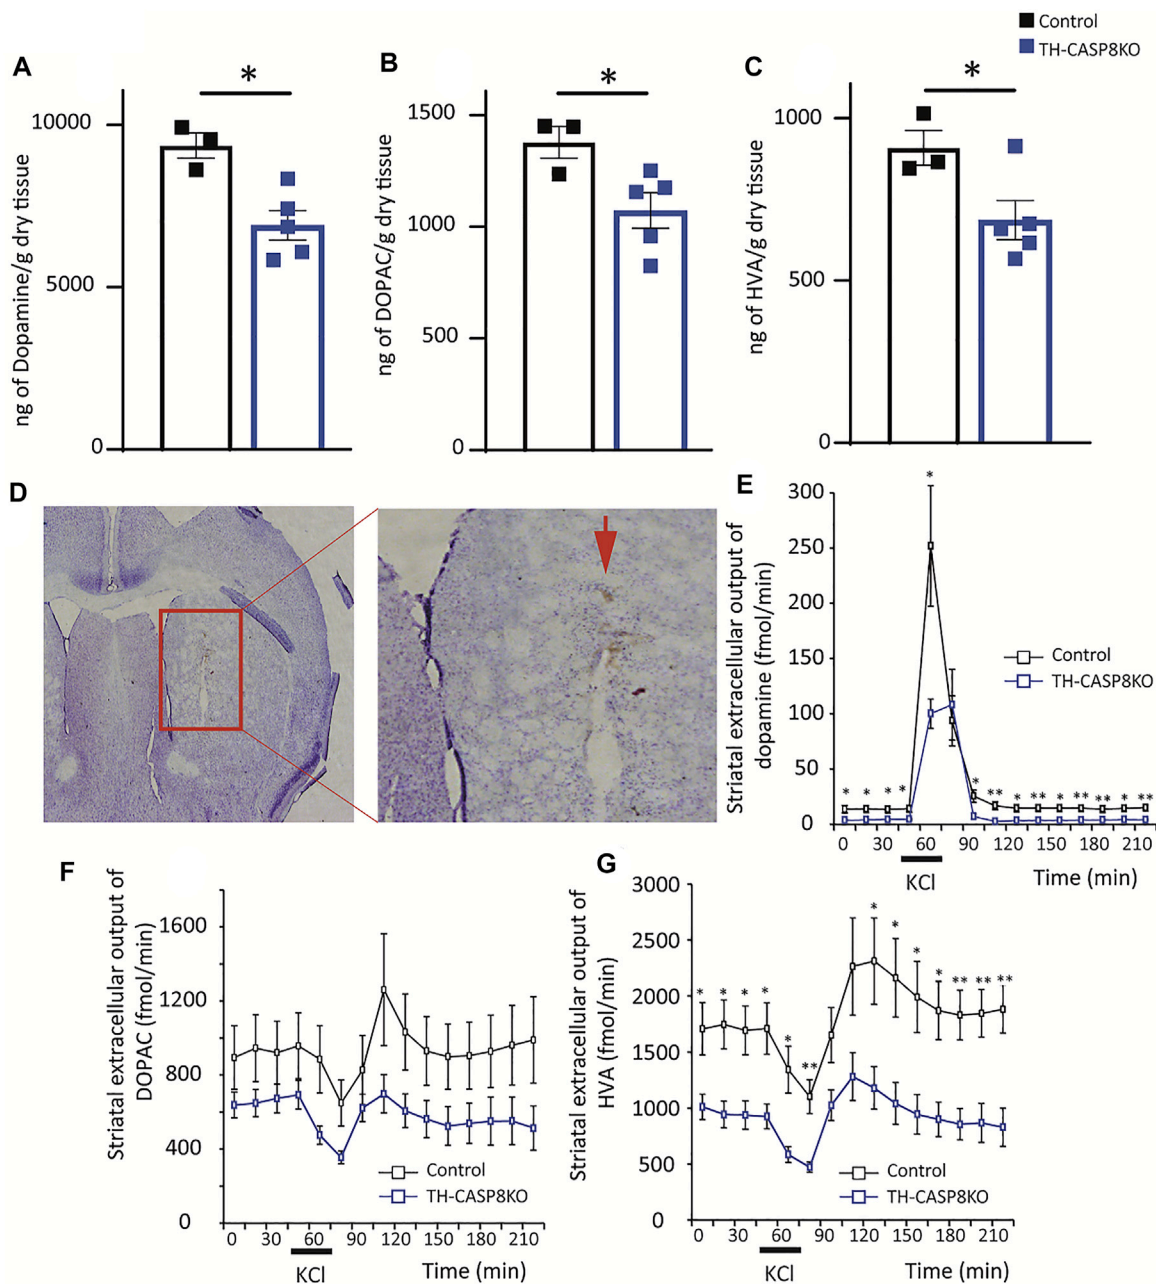 Control
TH-CASP8KO
A
*
10000
5000
0
ng of Dopamine/g dry tissue
B
*
1500
1000
500
0
ng of DOPAC/g dry tissue
C
*
1000
500
0
ng of HVA/g dry tissue
D
E
300
250
200
150
100
50
0
Striatal extracellular output of
dopamine (fmol/min)
*
* * * * * ** * ** * ** ** * **
Control
TH-CASP8KO
0 30 60 90 120 150 180 210
KCl
Time (min)
F
1600
1200
800
400
0
Striatal extracellular output of
DOPAC (fmol/min)
Control
TH-CASP8KO
0 30 60 90 120 150 180 210
KCl
Time (min)
G
3000
2500
2000
1500
1000
500
0
Striatal extracellular output of
HVA (fmol/min)
* * * * * ** * * * * ** ** **
Control
TH-CASP8KO
0 30 60 90 120 150 180 210
KCl
Time (min)